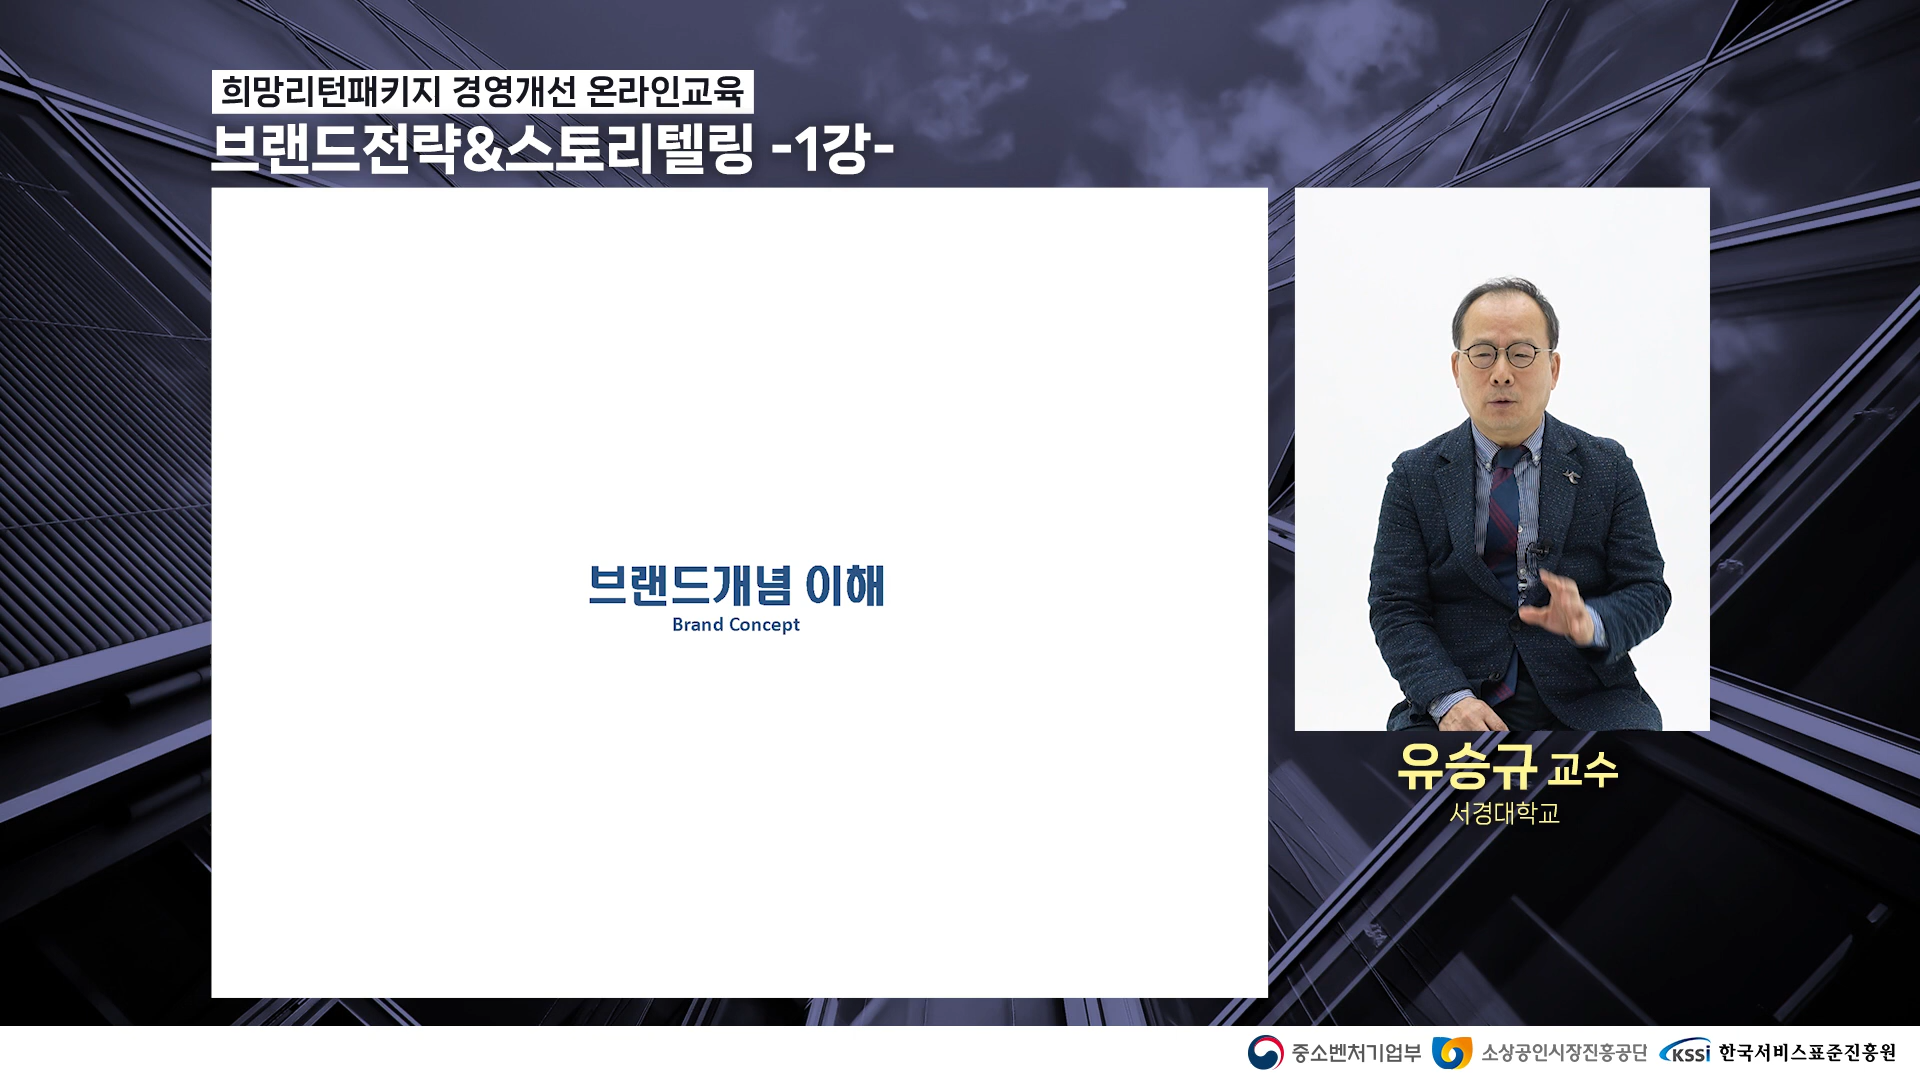 희망리턴패키지 경영개선 온라인교육
브랜드전략&스토리텔링 -1강-
브랜드개념 이해
Brand Concept
유승규 교수
서경대학교
중소벤처기업부 소상공인시장진흥공단 KSSi 한국서비스표준진흥원